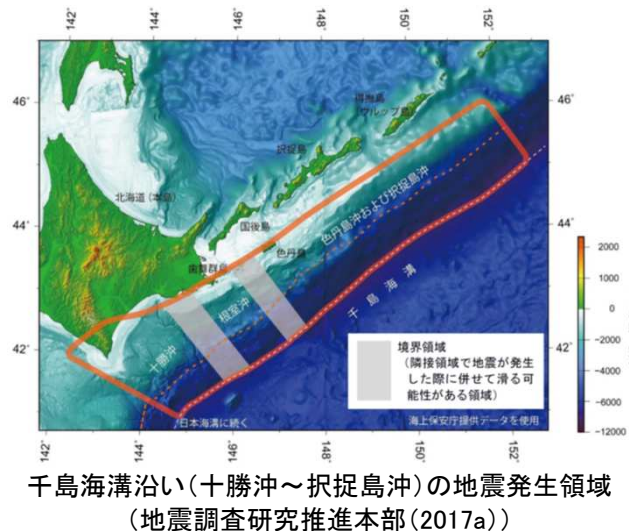 142°
144°
146°
148°
150°
152°
46°
46°
得撫島
(ウルップ島)
択捉島
北海道(本島)
44°
44°
国後島
色丹島
色丹島沖および択捉島沖
歯舞群島
根室沖
千島海溝
42°
42°
十勝沖
日本海溝に続く
境界領域
(隣接領域で地震が発生
した際に併せて滑る可
能性がある領域)
海上保安庁提供データを使用
2000
0
-2000
-4000
-6000
-12000
142°
144°
146°
148°
150°
152°
千島海溝沿い(十勝沖~択捉島沖)の地震発生領域
(地震調査研究推進本部(2017a))